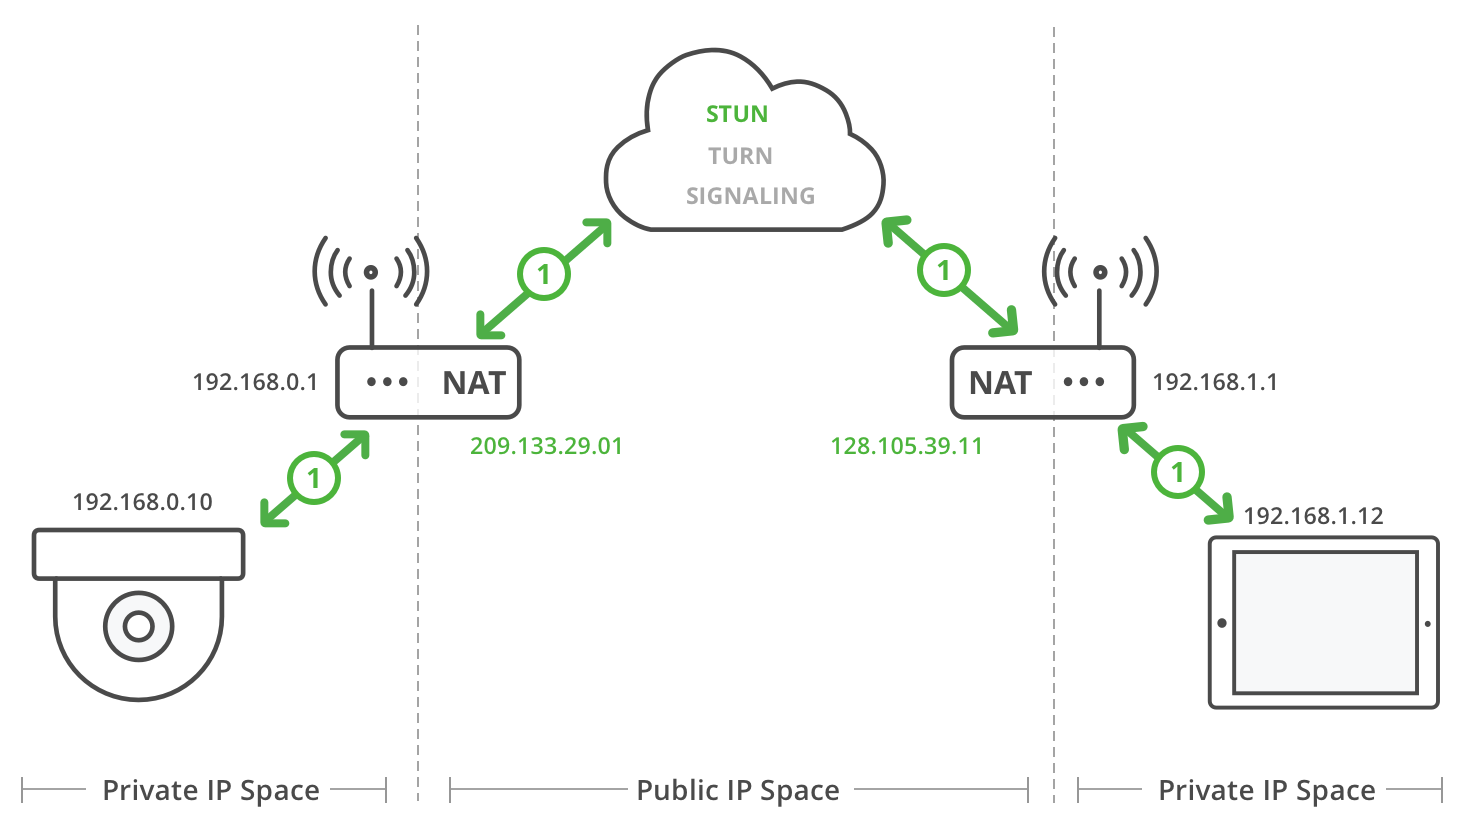 STUN
TURN
SIGNALING
1
1
192.168.0.1
NAT
NAT
192.168.1.1
209.133.29.01
128.105.39.11
1
1
192.168.0.10
192.168.1.12
Private IP Space
Public IP Space
Private IP Space